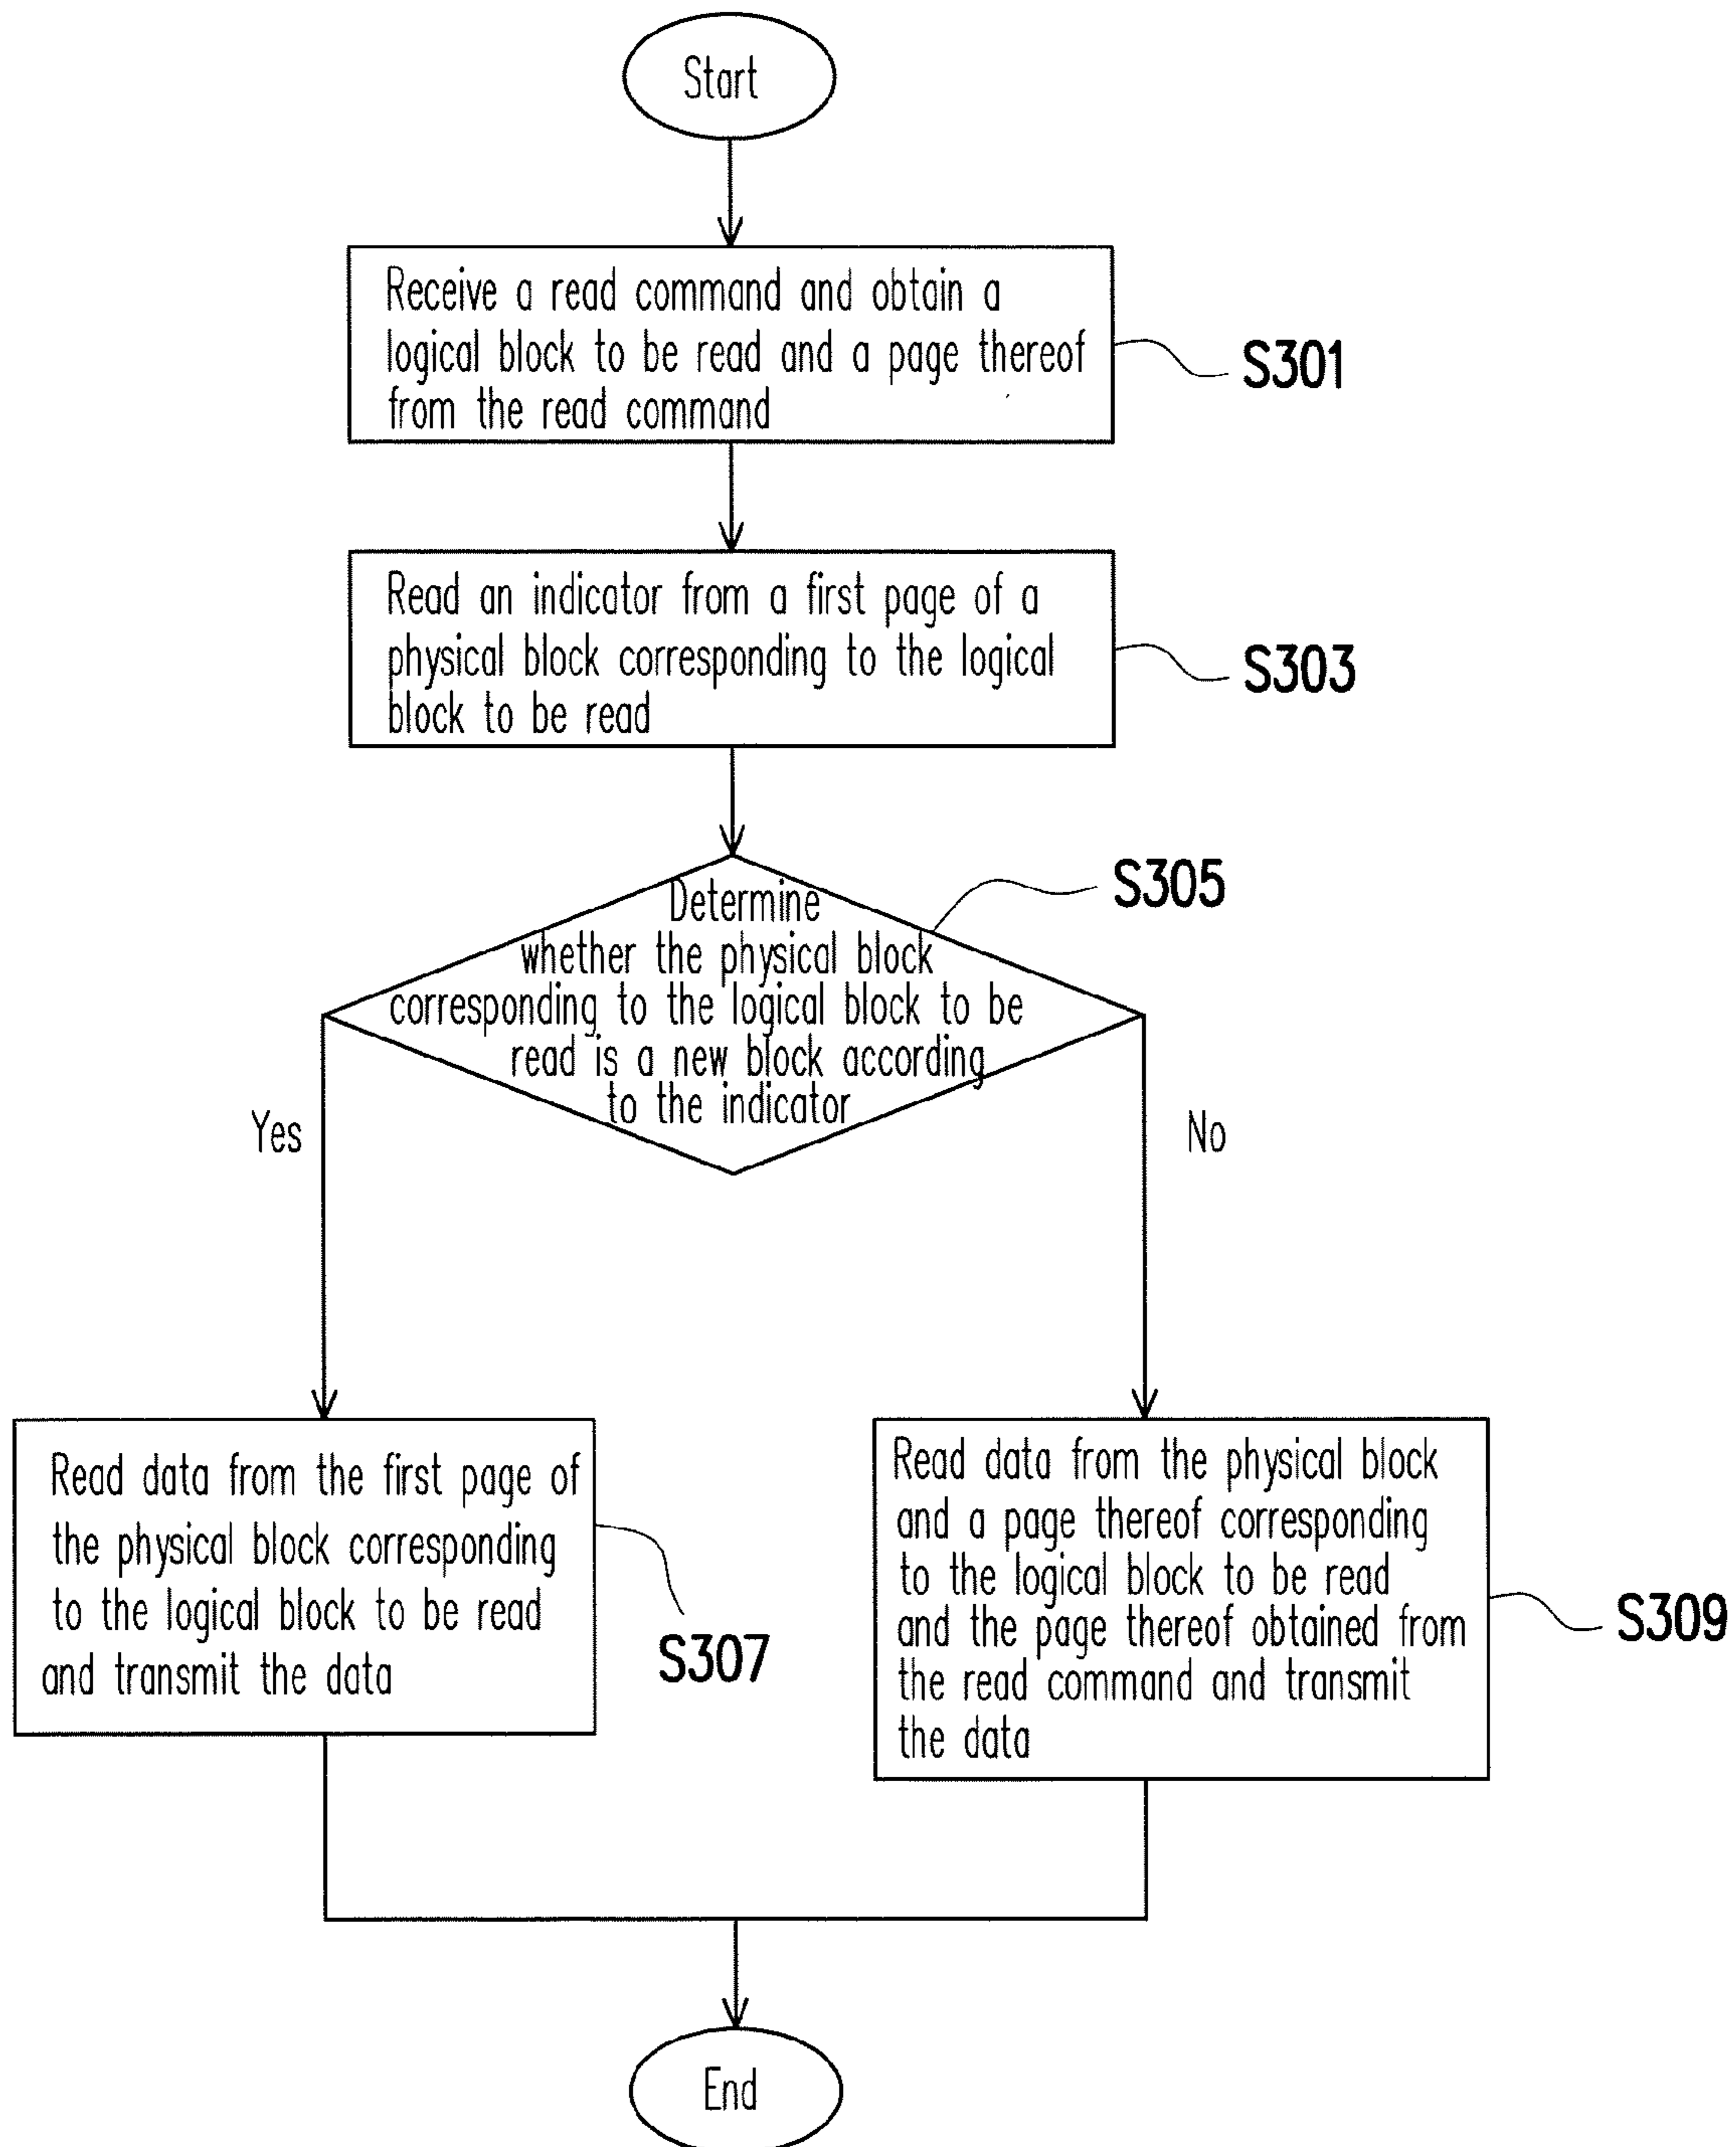 Start
Receive a read command and obtain a
logical block to be read and a page thereof
from the read command
S301
Read an indicator from a first page of a
physical block corresponding to the logical
block to be read
S303
Determine
whether the physical block
corresponding to the logical block to be
read is a new block according
to the indicator
S305
Yes
No
Read data from the first page of
the physical block corresponding
to the logical block to be read
and transmit the data
S307
Read data from the physical block
and a page thereof corresponding
to the logical block to be read
and the page thereof obtained from
the read command and transmit
the data
S309
End